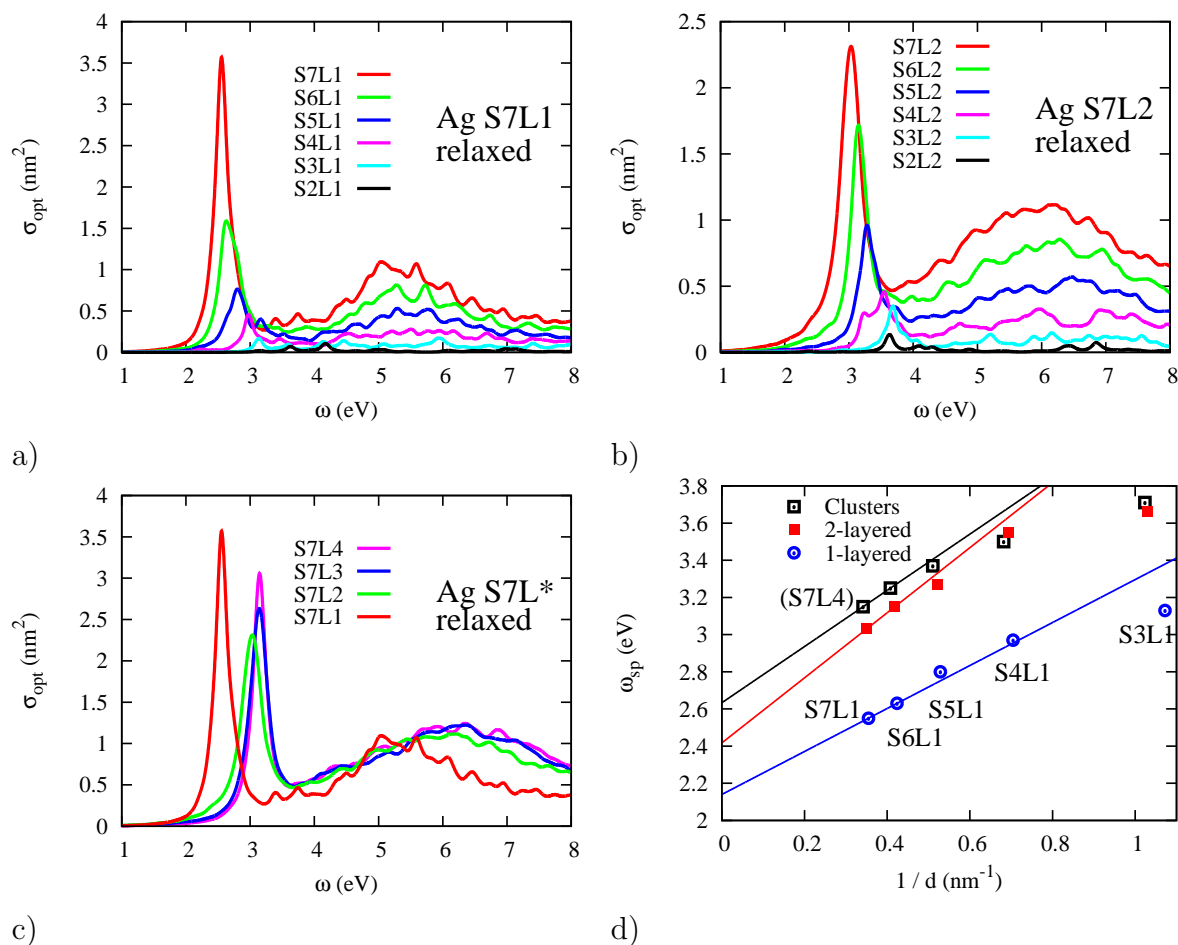 4
3.5
3
2.5
2
1.5
1
0.5
0
1 2 3 4 5 6 7 8
σopt (nm²)
ω (eV)
S7L1
S6L1
S5L1
S4L1
S3L1
S2L1
Ag S7L1
relaxed
a)
2.5
2
1.5
1
0.5
0
1 2 3 4 5 6 7 8
σopt (nm²)
ω (eV)
S7L2
S6L2
S5L2
S4L2
S3L2
S2L2
Ag S7L2
relaxed
b)
4
3.5
3
2.5
2
1.5
1
0.5
0
1 2 3 4 5 6 7 8
σopt (nm²)
ω (eV)
S7L4
S7L3
S7L2
S7L1
Ag S7L*
relaxed
c)
3.8
3.6
3.4
3.2
3
2.8
2.6
2.4
2.2
2
0 0.2 0.4 0.6 0.8 1
ωsp (eV)
1 / d (nm⁻¹)
Clusters
2-layered
1-layered
(S7L4)
S3L1
S4L1
S7L1
S5L1
S6L1
d)